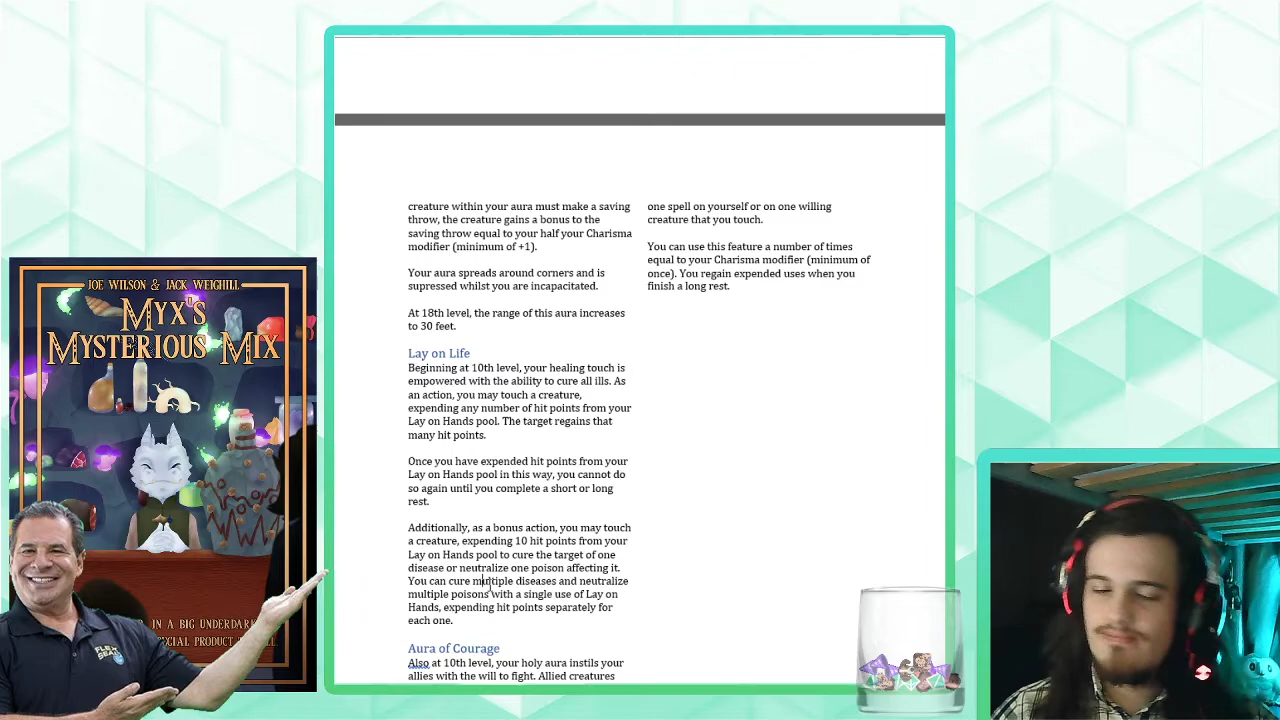 creature within your aura must make a saving
throw, the creature gains a bonus to the
saving throw equal to your half your Charisma
modifier (minimum of +1).
Your aura spreads around corners and is
supressed whilst you are incapacitated.
At 18th level, the range of this aura increases
to 30 feet.
Lay on Life
Beginning at 10th level, your healing touch is
empowered with the ability to cure all ills. As
an action, you may touch a creature,
expending any number of hit points from your
Lay on Hands pool. The target regains that
many hit points.
Once you have expended hit points from your
Lay on Hands pool in this way, you cannot do
so again until you complete a short or long
rest.
Additionally, as a bonus action, you may touch
a creature, expending 10 hit points from your
Lay on Hands pool to cure the target of one
disease or neutralize one poison affecting it.
You can cure multiple diseases and neutralize
multiple poisons with a single use of Lay on
Hands, expending hit points separately for
each one.
Aura of Courage
Also at 10th level, your holy aura instils your
allies with the will to fight. Allied creatures
one spell on yourself or on one willing
creature that you touch.
You can use this feature a number of times
equal to your Charisma modifier (minimum of
once). You regain expended uses when you
finish a long rest.
JOE WILSON & JACK WEIGHILL
MYX'S
MYSTERIOUS MIX
IN A BIG UNDERDARK
SPECIAL PRODUCT
FLEX
SEAL